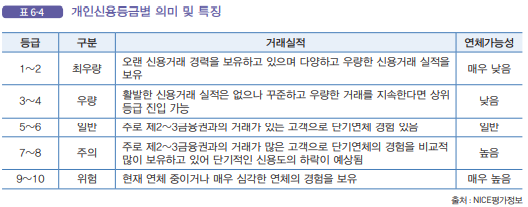 표 6-4 개인신용등급별 의미 및 특징
등급 구분 거래실적 연체가능성
1~2 최우량 오랜 신용거래 경력을 보유하고 있으며 다양하고 우량한 신용거래 실적을 보유 매우 낮음
3~4 우량 활발한 신용거래 실적은 없으나 꾸준하고 우량한 거래를 지속한다면 상위 등급 진입 가능 낮음
5~6 일반 주로 제2~3금융권과의 거래가 있는 고객으로 단기연체 경험 있음 일반
7~8 주의 주로 제2~3금융권과의 거래가 많은 고객으로 단기연체의 경험을 비교적 많이 보유하고 있어 단기적인 신용도의 하락이 예상됨 높음
9~10 위험 현재 연체 중이거나 매우 심각한 연체의 경험을 보유 매우 높음
출처 : NICE평가정보